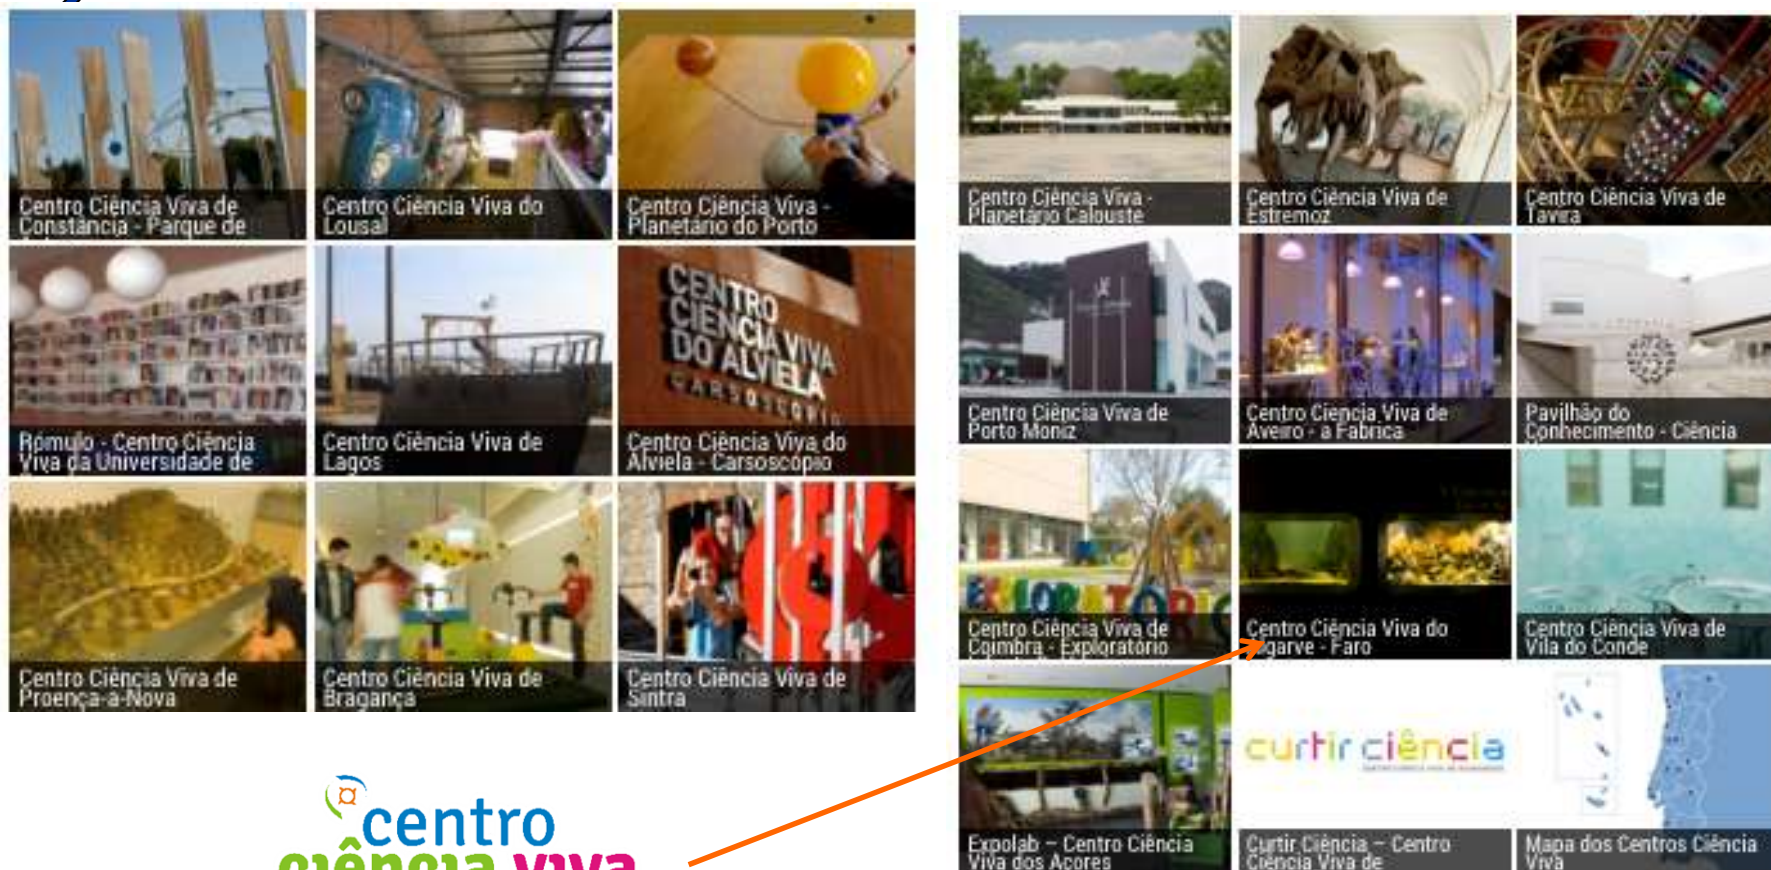 Centro Ciência Viva de
Constância - Parque de
Centro Ciência Viva do
Lousal
Centro Ciência Viva -
Planetário do Porto
Rómulo - Centro Ciência
Viva da Universidade de
Centro Ciência Viva de
Lagos
CENTRO
CIÊNCIA VIVA
DO ALVIELA
CARSOSCÓPIO
Centro Ciência Viva do
Alviela - Carsoscópio
Centro Ciência Viva de
Proença-a-Nova
Centro Ciência Viva de
Bragança
Centro Ciência Viva de
Sintra
Centro Ciência Viva -
Planetário Calouste
Centro Ciência Viva de
Estremoz
Centro Ciência Viva de
Tavira
Centro Ciência Viva de
Porto Moniz
Centro Ciência Viva de
Aveiro - a Fábrica
Pavilhão do
Conhecimento - Ciência
EXPLORATÓRIO
Centro Ciência Viva de
Coimbra - Exploratório
Centro Ciência Viva do
Algarve - Faro
Centro Ciência Viva de
Vila do Conde
Expolab – Centro Ciência
Viva dos Açores
curtir ciência
Curtir Ciência – Centro
Ciência Viva de
Mapa dos Centros Ciência
Viva
centro
ciência viva